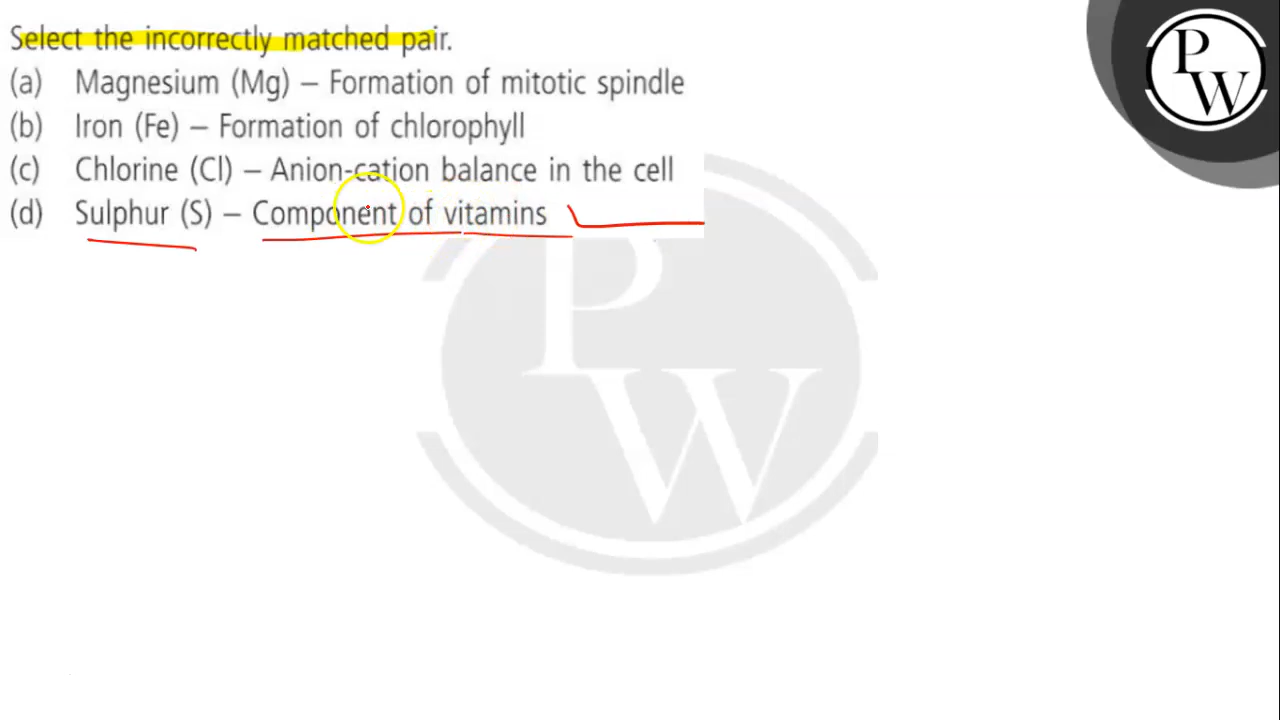 Select the incorrectly matched pair.
(a) Magnesium (Mg) – Formation of mitotic spindle
(b) Iron (Fe) – Formation of chlorophyll
(c) Chlorine (Cl) – Anion-cation balance in the cell
(d) Sulphur (S) – Component of vitamins
P
W
P
W